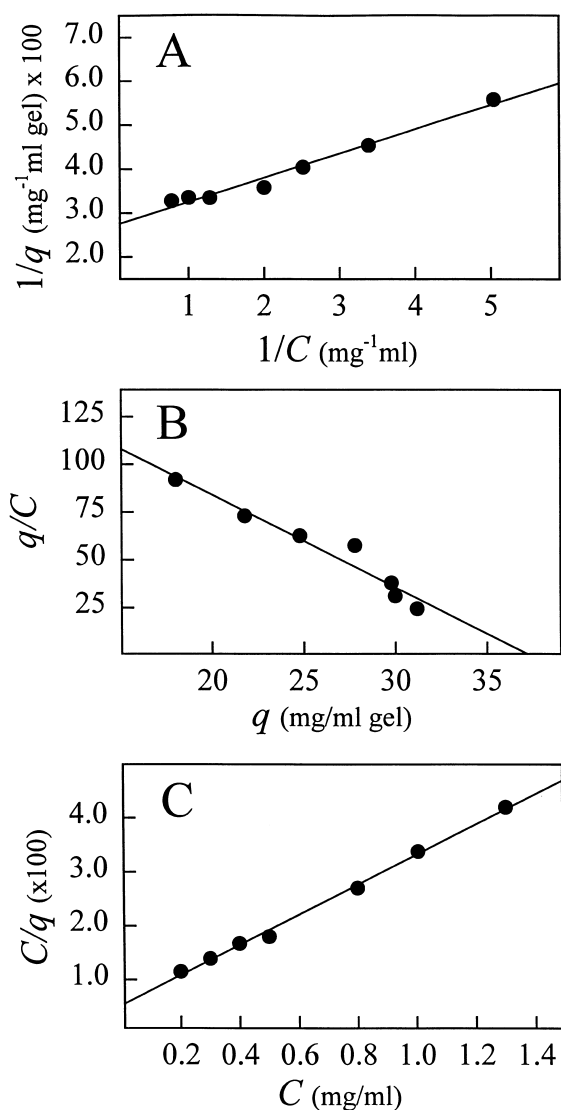 A
7.0
6.0
5.0
4.0
3.0
2.0
1/q (mg⁻¹ml gel) x 100
1 2 3 4 5
1/C (mg⁻¹ml)
B
125
100
75
50
25
q/C
20 25 30 35
q (mg/ml gel)
C
4.0
3.0
2.0
1.0
C/q (x100)
0.2 0.4 0.6 0.8 1.0 1.2 1.4
C (mg/ml)